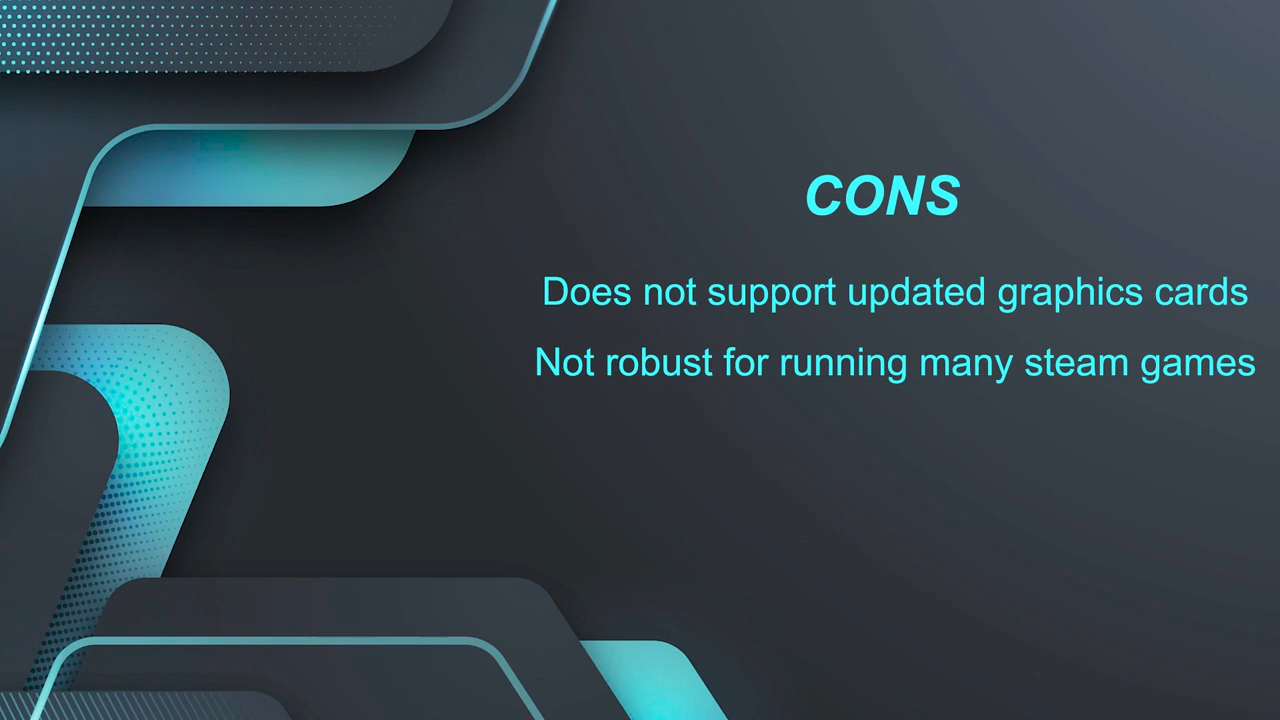 CONS
Does not support updated graphics cards
Not robust for running many steam games